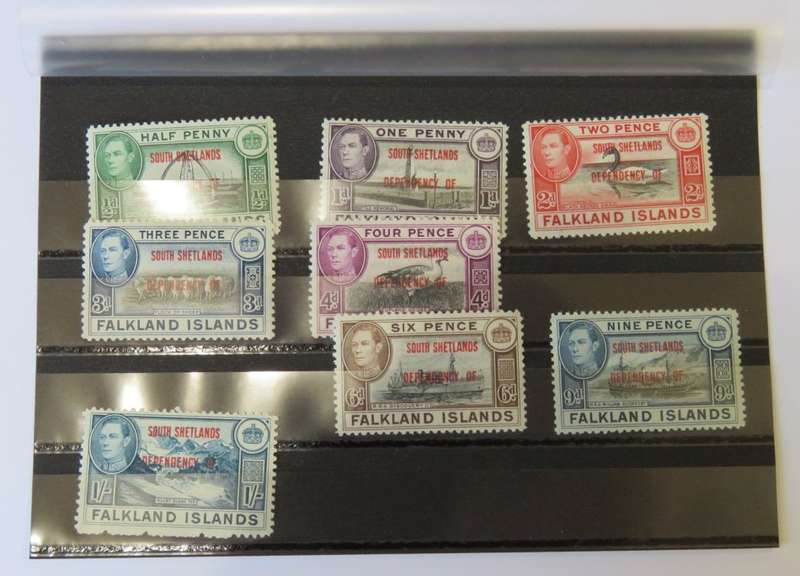 HALF PENNY
SOUTH SHETLANDS
½d ½d
ONE PENNY
SOUTH SHETLANDS
DEPENDENCY OF
1d 1d
TWO PENCE
SOUTH SHETLANDS
DEPENDENCY OF
2d 2d
FALKLAND ISLANDS
THREE PENCE
SOUTH SHETLANDS
DEPENDENCY OF
3d 3d
FALKLAND ISLANDS
FOUR PENCE
SOUTH SHETLANDS
DEPENDENCY OF
4d 4d
SIX PENCE
SOUTH SHETLANDS
DEPENDENCY OF
6d 6d
FALKLAND ISLANDS
NINE PENCE
SOUTH SHETLANDS
DEPENDENCY OF
9d 9d
FALKLAND ISLANDS
SOUTH SHETLANDS
DEPENDENCY OF
1/- 1/-
FALKLAND ISLANDS